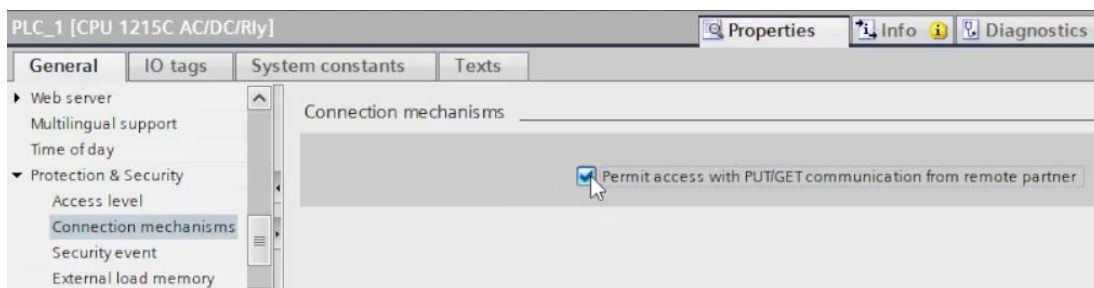 PLC_1 [CPU 1215C AC/DC/Rly]
Properties
Info
Diagnostics
General
IO tags
System constants
Texts
Web server
Multilingual support
Time of day
Protection & Security
Access level
Connection mechanisms
Security event
External load memory
Connection mechanisms
Permit access with PUT/GET communication from remote partner